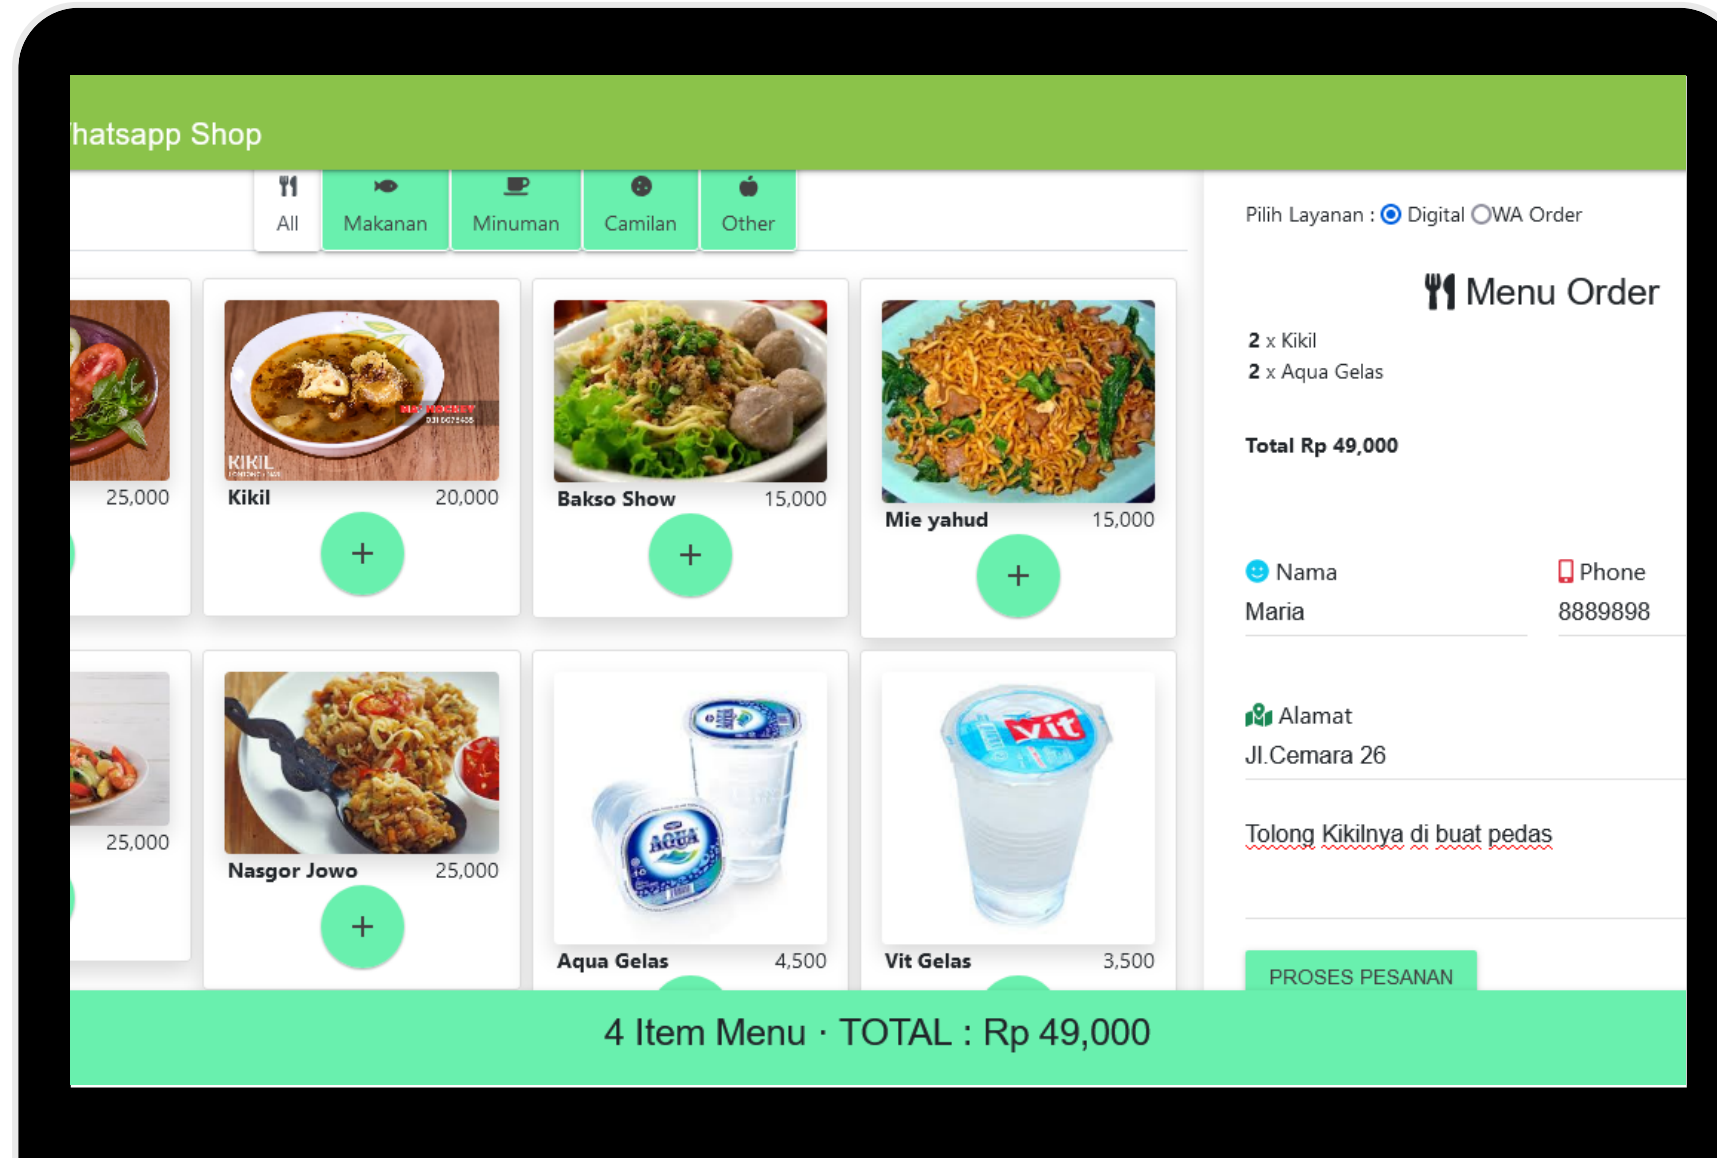 hatsapp Shop
All
Makanan
Minuman
Camilan
Other
25,000
KIKIL
Kikil 20,000
Bakso Show 15,000
Mie yahud 15,000
25,000
Nasgor Jowo 25,000
AQUA
AQUA
Aqua Gelas 4,500
vit
Vit Gelas 3,500
Pilih Layanan : Digital WA Order
Menu Order
2 x Kikil
2 x Aqua Gelas
Total Rp 49,000
Nama
Maria
Phone
8889898
Alamat
Jl.Cemara 26
Tolong Kikilnya di buat pedas
PROSES PESANAN
4 Item Menu · TOTAL : Rp 49,000